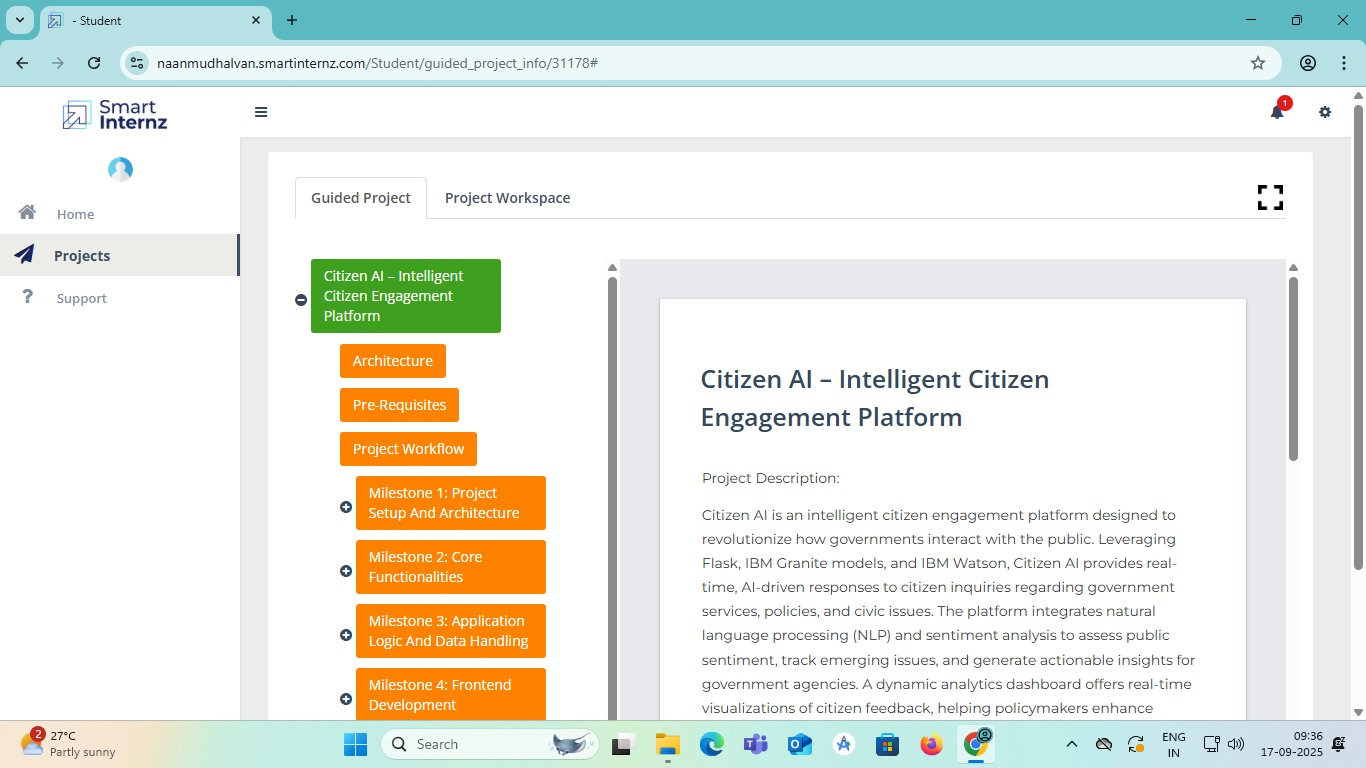 - Student
naanmudhalvan.smartinternz.com/Student/guided_project_info/31178#
Smart
Internz
1
Home
Projects
Support
Guided Project
Project Workspace
Citizen AI – Intelligent
Citizen Engagement
Platform
Architecture
Pre-Requisites
Project Workflow
Milestone 1: Project
Setup And Architecture
Milestone 2: Core
Functionalities
Milestone 3: Application
Logic And Data Handling
Milestone 4: Frontend
Development
Citizen AI – Intelligent Citizen
Engagement Platform
Project Description:
Citizen AI is an intelligent citizen engagement platform designed to
revolutionize how governments interact with the public. Leveraging
Flask, IBM Granite models, and IBM Watson, Citizen AI provides real-
time, AI-driven responses to citizen inquiries regarding government
services, policies, and civic issues. The platform integrates natural
language processing (NLP) and sentiment analysis to assess public
sentiment, track emerging issues, and generate actionable insights for
government agencies. A dynamic analytics dashboard offers real-time
visualizations of citizen feedback, helping policymakers enhance
2
27°C
Partly sunny
Search
ENG
IN
09:36
17-09-2025